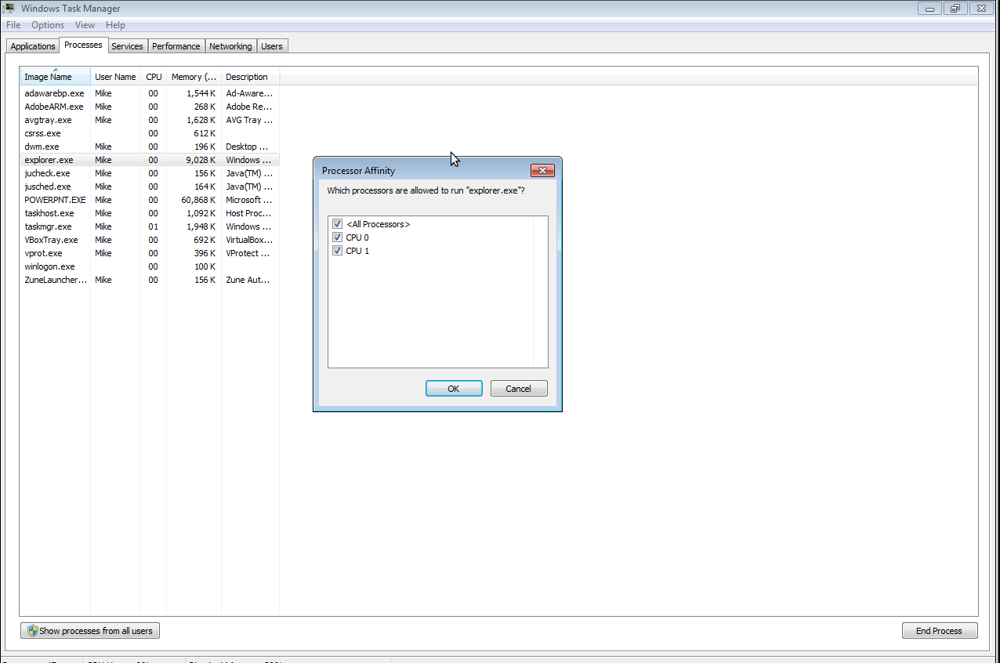 Windows Task Manager
File Options View Help
Applications Processes Services Performance Networking Users
Image Name User Name CPU Memory (... Description
adawarebp.exe Mike 00 1,544 K Ad-Aware...
AdobeARM.exe Mike 00 268 K Adobe Re...
avgtray.exe Mike 00 1,628 K AVG Tray ...
csrss.exe 00 612 K
dwm.exe Mike 00 196 K Desktop ...
explorer.exe Mike 00 9,028 K Windows ...
jucheck.exe Mike 00 156 K Java(TM) ...
jusched.exe Mike 00 164 K Java(TM) ...
POWERPNT.EXE Mike 00 60,868 K Microsoft ...
taskhost.exe Mike 00 1,092 K Host Proc...
taskmgr.exe Mike 01 1,948 K Windows ...
VBoxTray.exe Mike 00 692 K VirtualBox...
vprot.exe Mike 00 396 K VProtect ...
winlogon.exe 00 100 K
ZuneLauncher... Mike 00 156 K Zune Aut...
Processor Affinity
Which processors are allowed to run "explorer.exe"?
<All Processors>
CPU 0
CPU 1
OK Cancel
Show processes from all users End Process